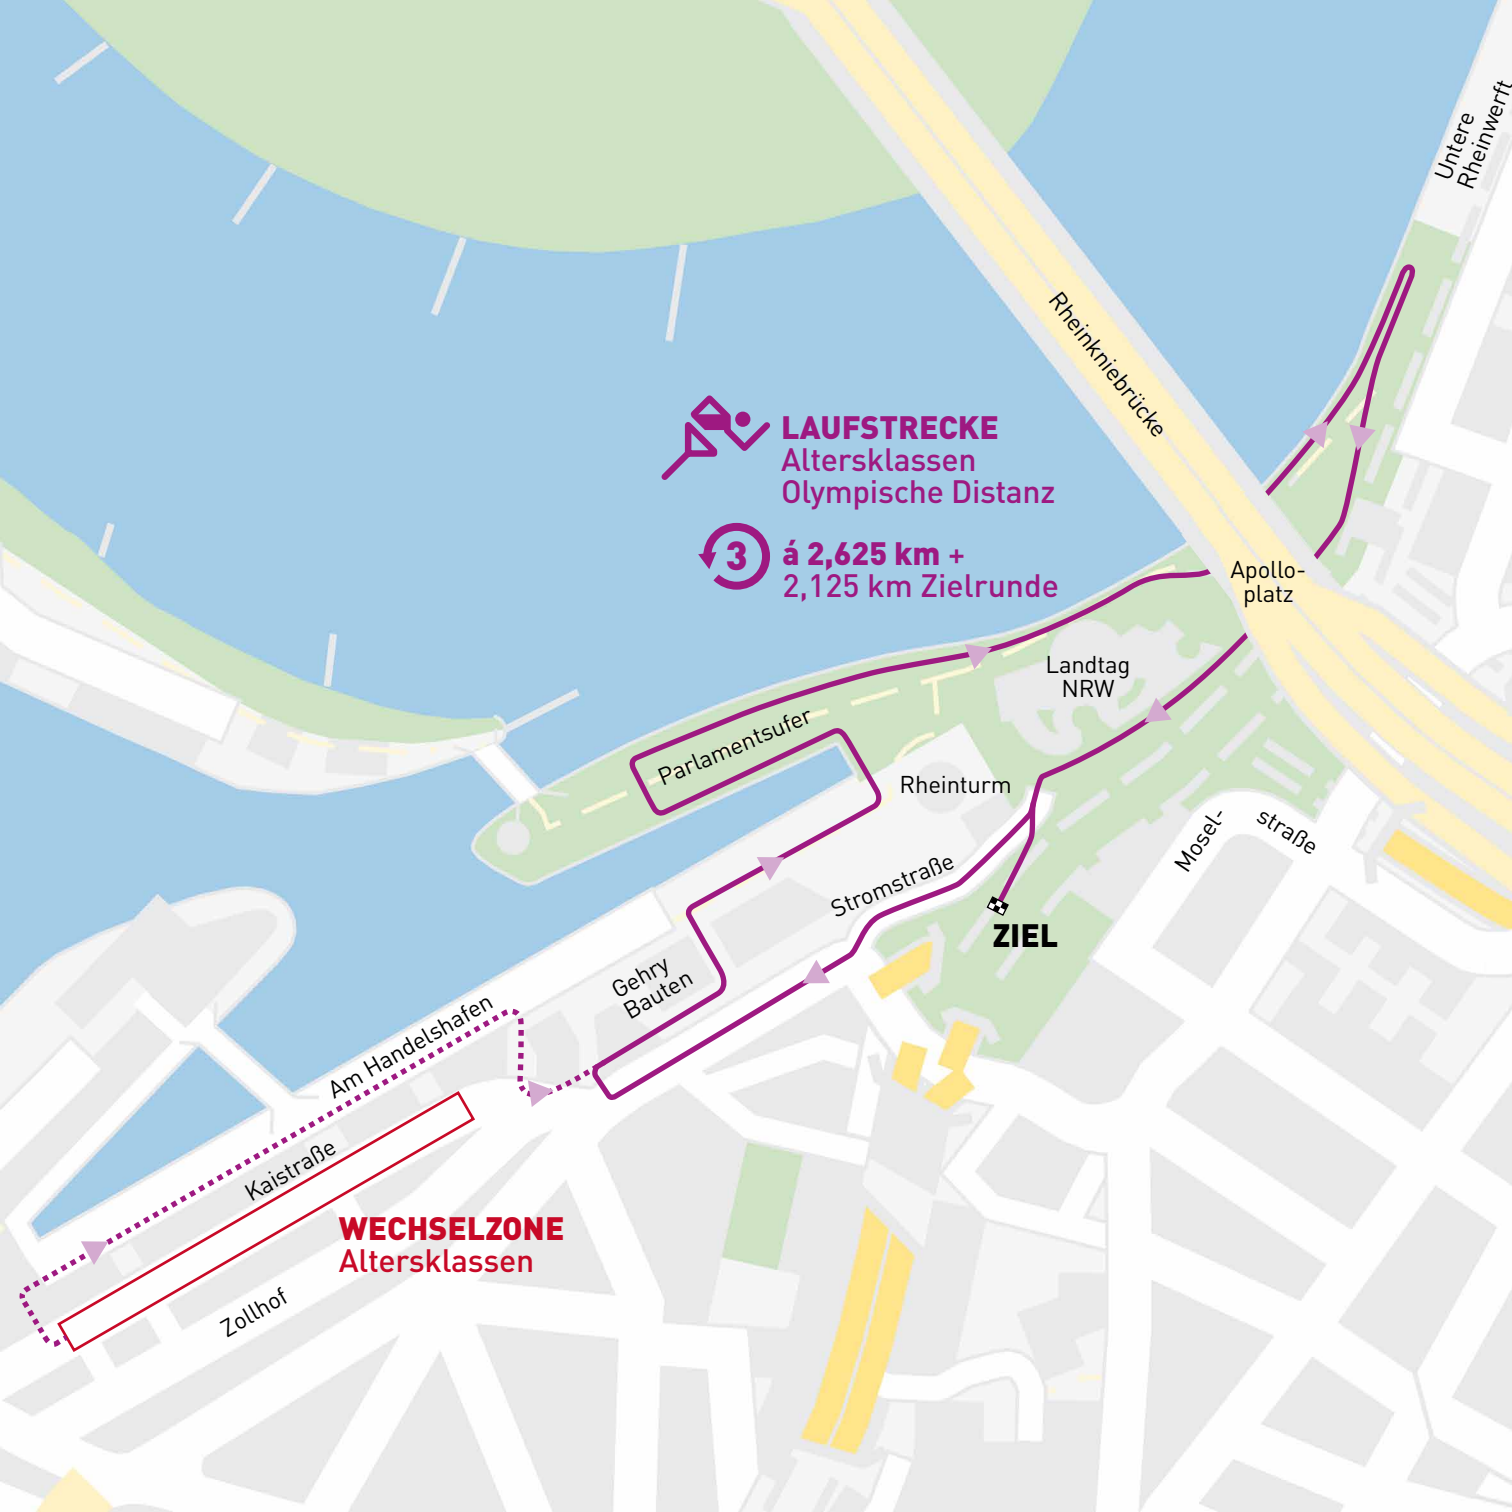 Untere
Rheinwerft
Rheinkniebrücke
LAUFSTRECKE
Altersklassen
Olympische Distanz
3
á 2,625 km +
2,125 km Zielrunde
Apollo-
platz
Landtag
NRW
Parlamentsufer
Rheinturm
Mosel-
straße
Stromstraße
ZIEL
Gehry
Bauten
Am Handelshafen
Kaistraße
WECHSELZONE
Altersklassen
Zollhof